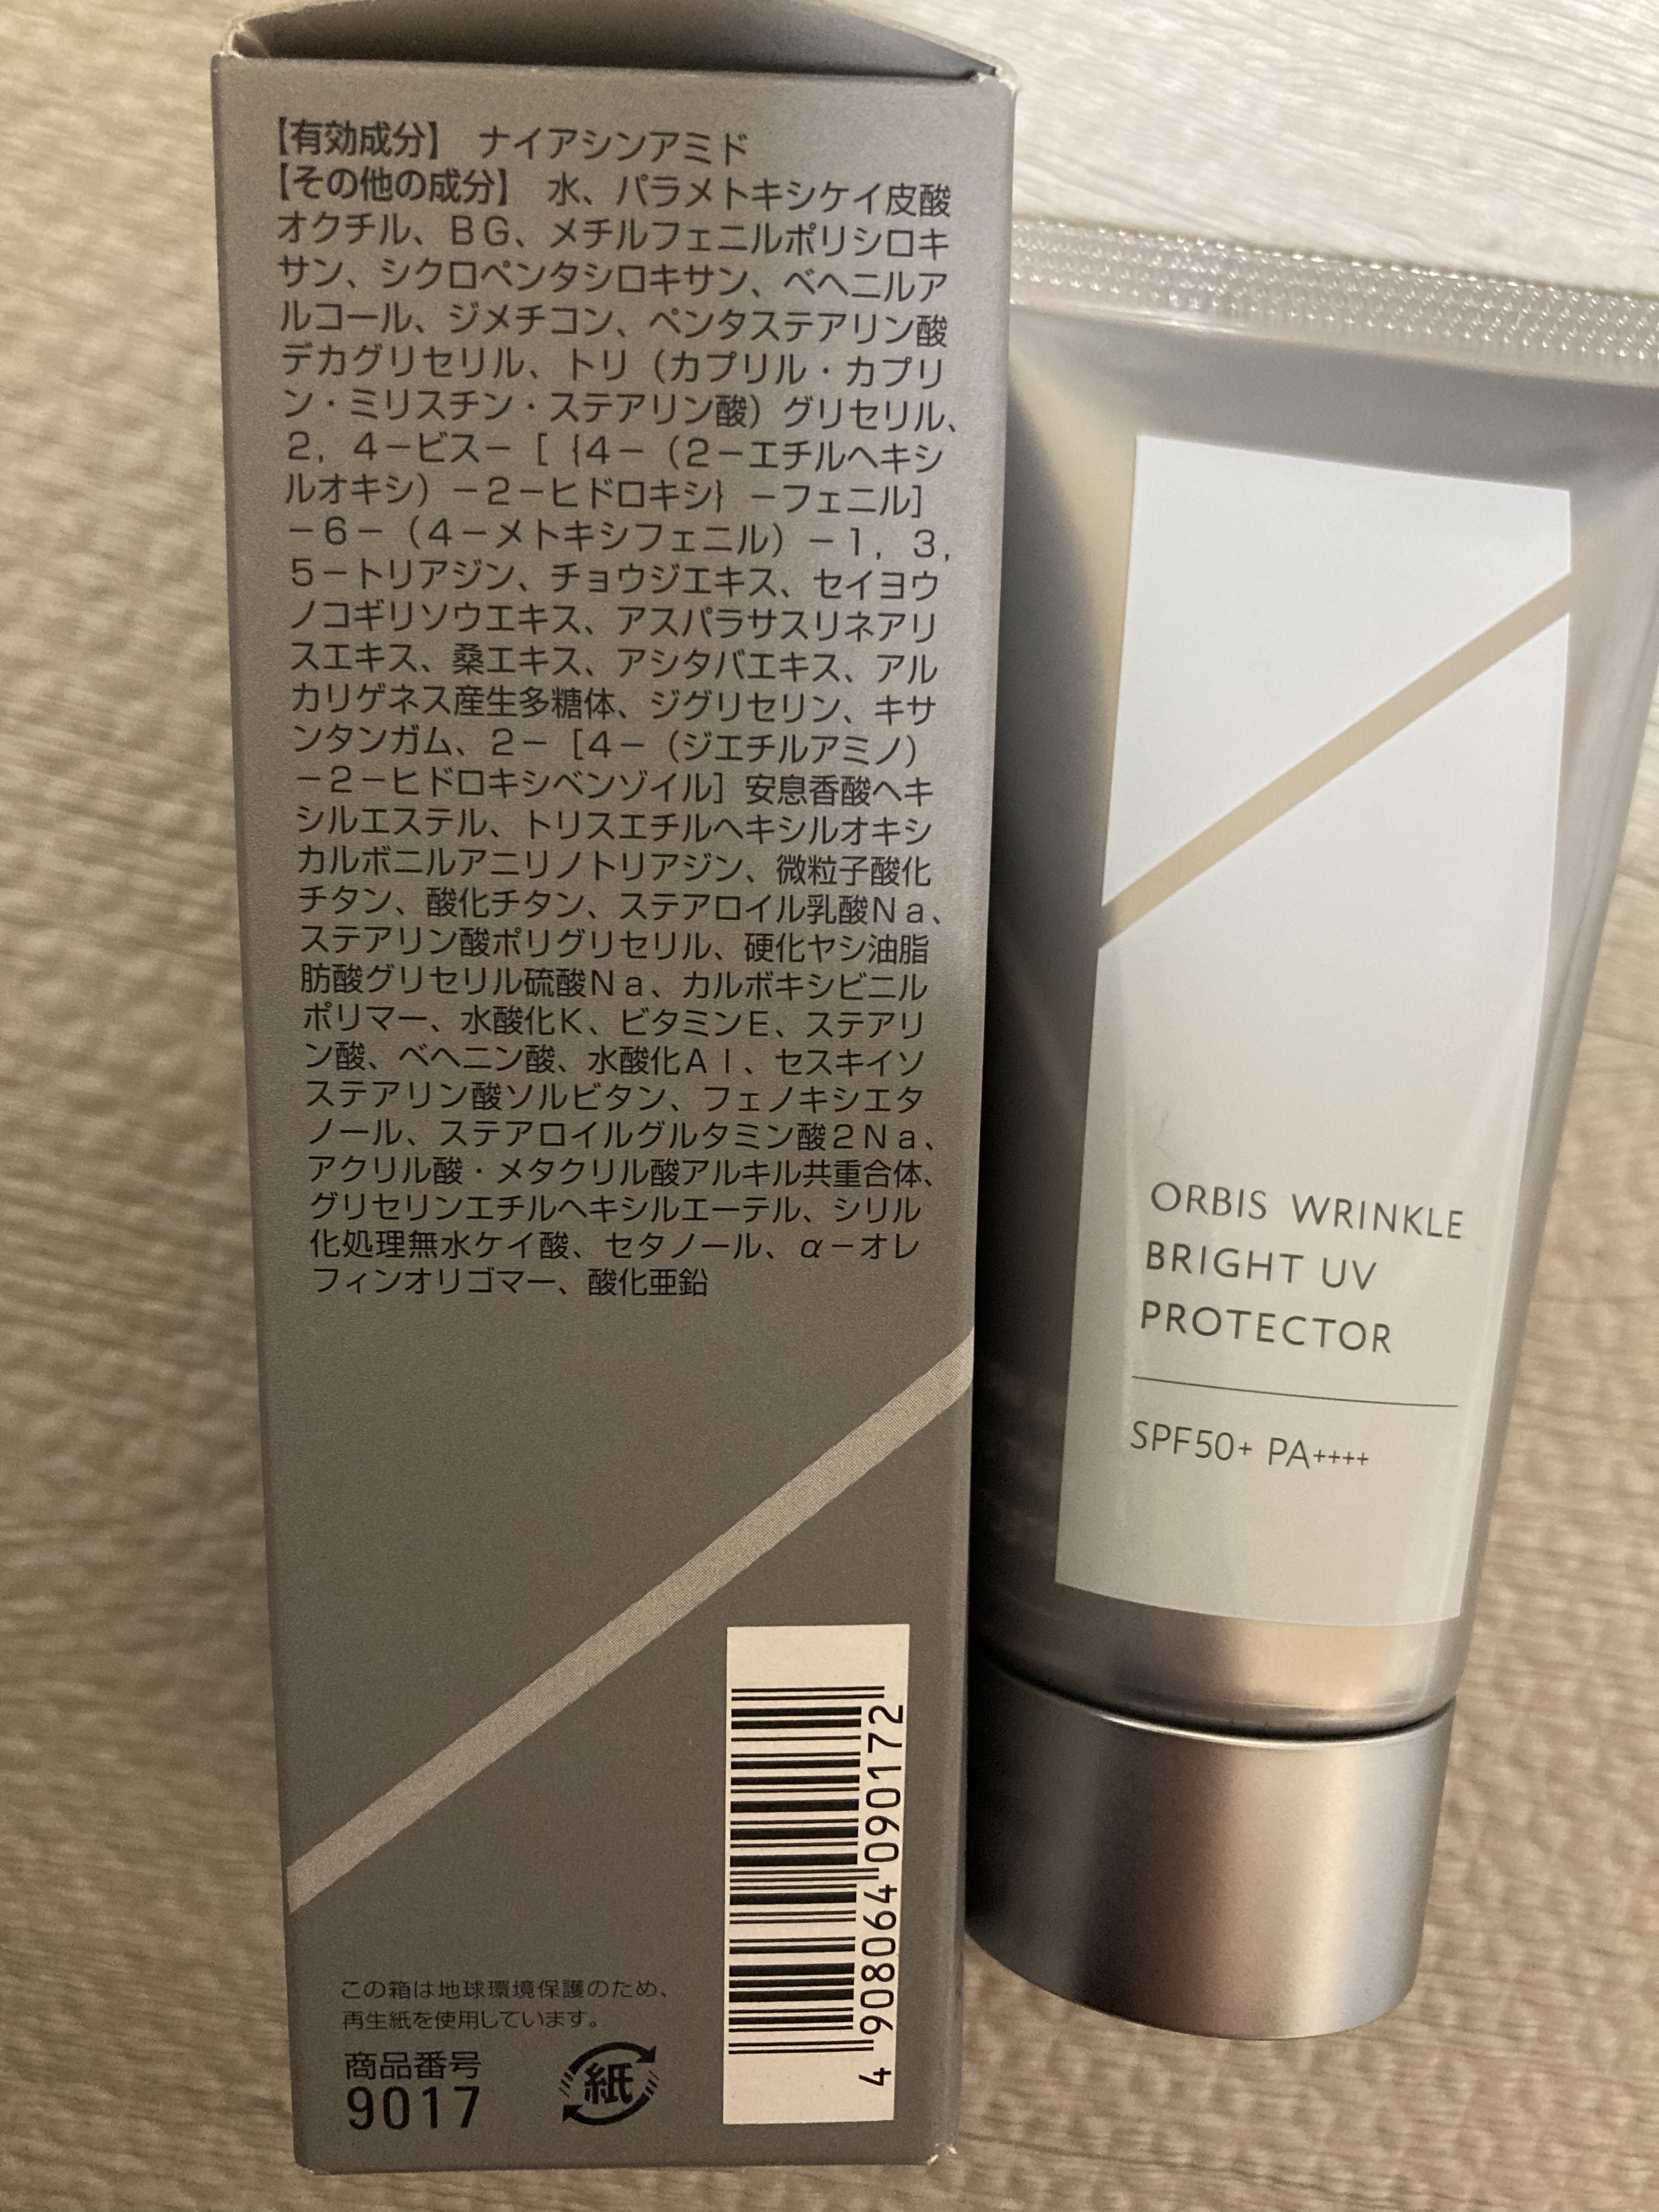 【有効成分】 ナイアシンアミド
【その他の成分】 水、パラメトキシケイ皮酸
オクチル、BG、メチルフェニルポリシロキ
サン、シクロペンタシロキサン、ベヘニルア
ルコール、ジメチコン、ペンタステアリン酸
デカグリセリル、トリ（カプリル・カプリ
ン・ミリスチン・ステアリン酸）グリセリル、
2，4－ビス－［｛4－（2－エチルヘキシ
ルオキシ）－2－ヒドロキシ｝－フェニル］
－6－（4－メトキシフェニル）－1，3，
5－トリアジン、チョウジエキス、セイヨウ
ノコギリソウエキス、アスパラサスリネアリ
スエキス、桑エキス、アシタバエキス、アル
カリゲネス産生多糖体、ジグリセリン、キサ
ンタンガム、2－［4－（ジエチルアミノ）
－2－ヒドロキシベンゾイル］安息香酸ヘキ
シルエステル、トリスエチルヘキシルオキシ
カルボニルアニリノトリアジン、微粒子酸化
チタン、酸化チタン、ステアロイル乳酸Na、
ステアリン酸ポリグリセリル、硬化ヤシ油脂
肪酸グリセリル硫酸Na、カルボキシビニル
ポリマー、水酸化K、ビタミンE、ステアリ
ン酸、ベヘニン酸、水酸化Al、セスキイソ
ステアリン酸ソルビタン、フェノキシエタ
ノール、ステアロイルグルタミン酸2Na、
アクリル酸・メタクリル酸アルキル共重合体、
グリセリンエチルヘキシルエーテル、シリル
化処理無水ケイ酸、セタノール、α－オレ
フィンオリゴマー、酸化亜鉛
この箱は地球環境保護のため、
再生紙を使用しています。
商品番号
9017
紙
4 908064 090172
ORBIS WRINKLE
BRIGHT UV
PROTECTOR
SPF50+ PA++++